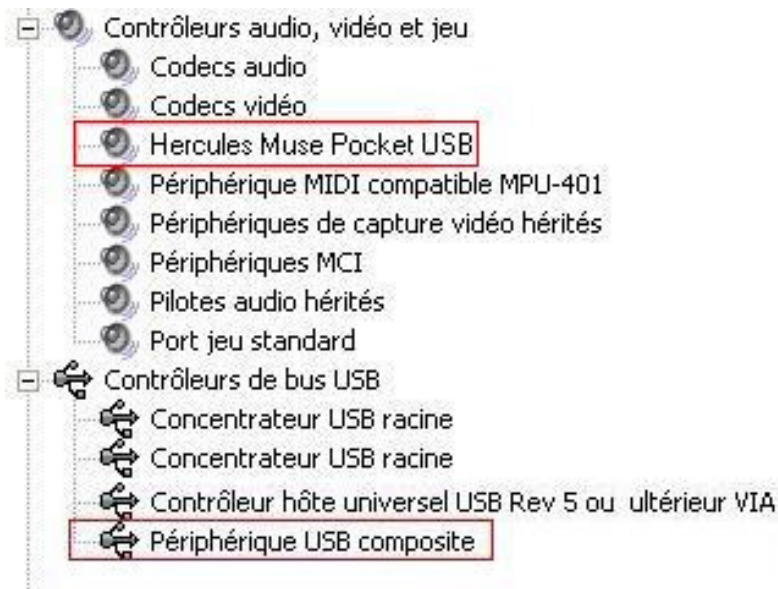 Contrôleurs audio, vidéo et jeu
Codecs audio
Codecs vidéo
Hercules Muse Pocket USB
Périphérique MIDI compatible MPU-401
Périphériques de capture vidéo hérités
Périphériques MCI
Pilotes audio hérités
Port jeu standard
Contrôleurs de bus USB
Concentrateur USB racine
Concentrateur USB racine
Contrôleur hôte universel USB Rev 5 ou ultérieur VIA
Périphérique USB composite